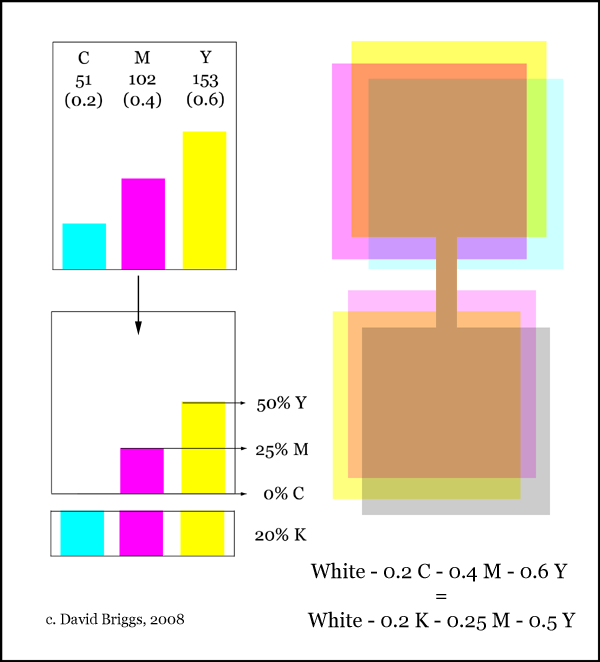 C M Y
51 102 153
(0.2) (0.4) (0.6)
50% Y
25% M
0% C
20% K
White - 0.2 C - 0.4 M - 0.6 Y
=
White - 0.2 K - 0.25 M - 0.5 Y
c. David Briggs, 2008